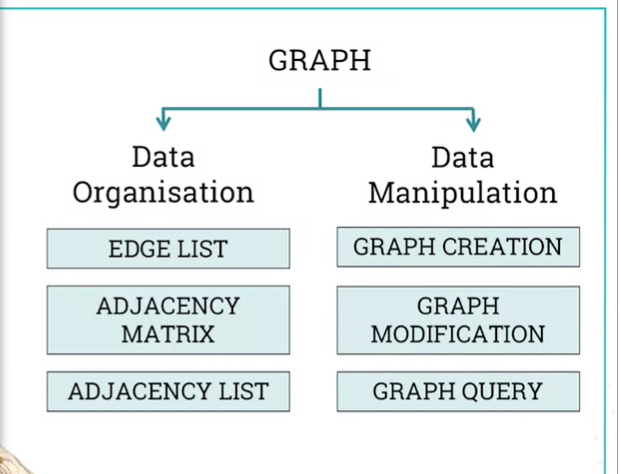 GRAPH
Data
Organisation
EDGE LIST
ADJACENCY
MATRIX
ADJACENCY LIST
Data
Manipulation
GRAPH CREATION
GRAPH
MODIFICATION
GRAPH QUERY